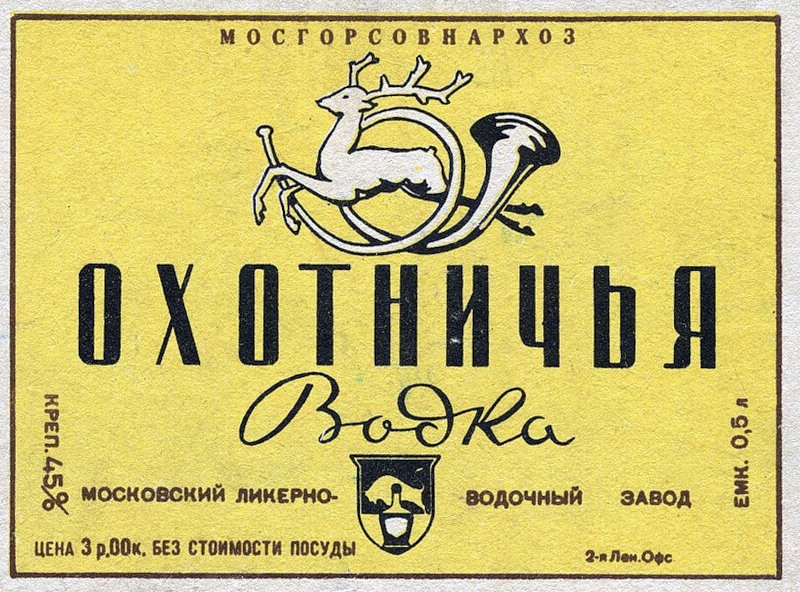 МОСГОРСОВНАРХОЗ
ОХОТНИЧЬЯ
Водка
КРЕП. 45%
ЕМК. 0,5 л
МОСКОВСКИЙ ЛИКЕРНО-ВОДОЧНЫЙ ЗАВОД
ЦЕНА 3 р,00к. БЕЗ СТОИМОСТИ ПОСУДЫ
2-я Лен.Офс